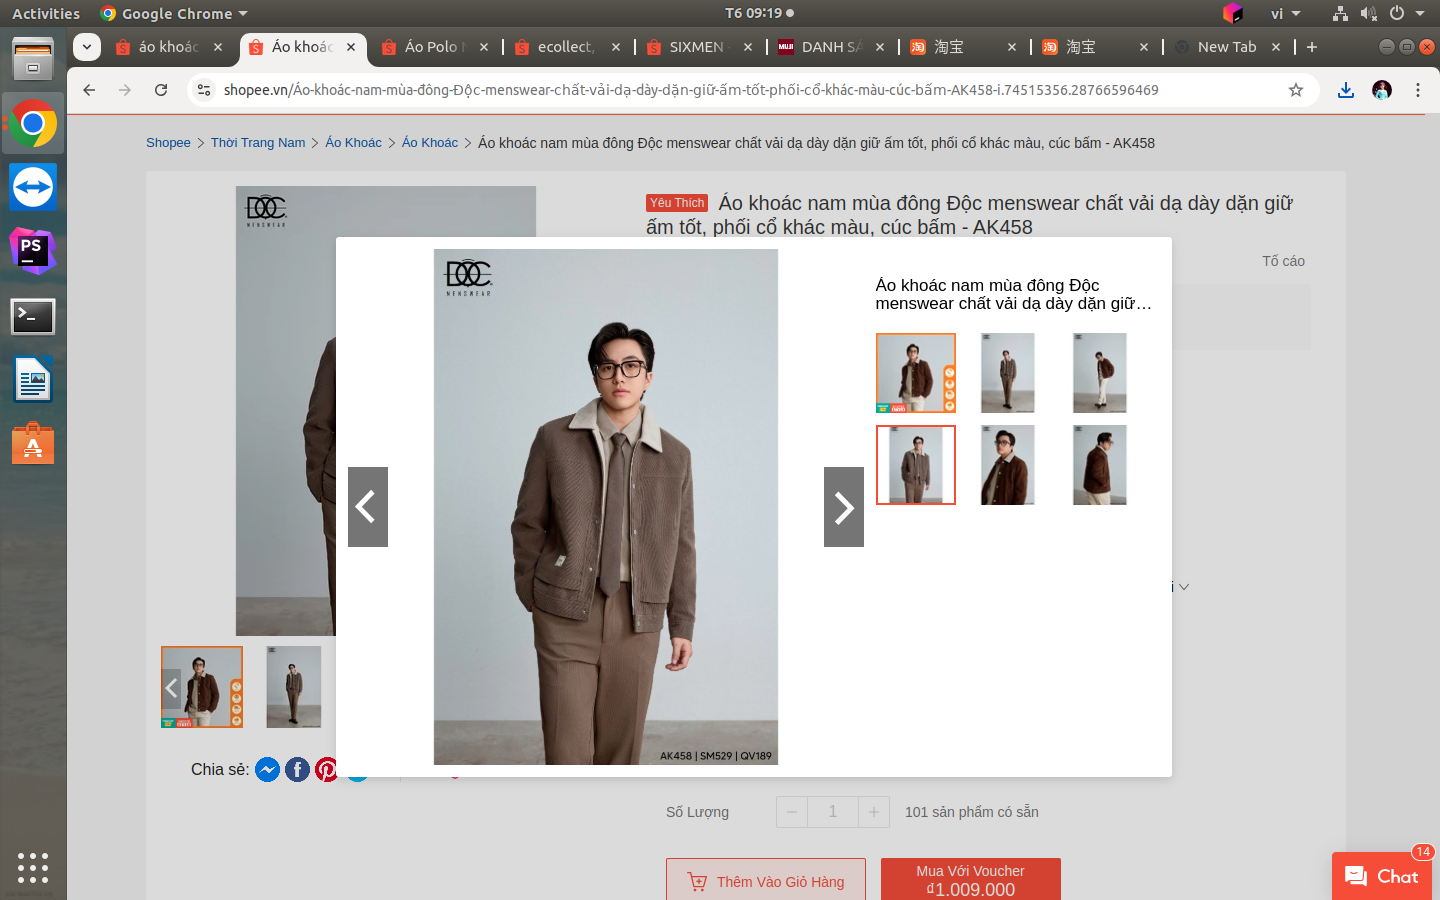 Activities
Google Chrome
T6 09:19
vi
áo khoác
Áo khoác
Áo Polo
ecollect,
SIXMEN
MUJI
DANH SÁ
淘
淘宝
淘
淘宝
New Tab
shopee.vn/Áo-khoác-nam-mùa-đông-Độc-menswear-chất-vải-dạ-dày-dặn-giữ-ấm-tốt-phối-cổ-khác-màu-cúc-bấm-AK458-i.74515356.28766596469
Shopee > Thời Trang Nam > Áo Khoác > Áo Khoác > Áo khoác nam mùa đông Độc menswear chất vải dạ dày dặn giữ ấm tốt, phối cổ khác màu, cúc bấm - AK458
DOC
MENSWEAR
Yêu Thích Áo khoác nam mùa đông Độc menswear chất vải dạ dày dặn giữ
ấm tốt, phối cổ khác màu, cúc bấm - AK458
Tố cáo
DOC
MENSWEAR
Áo khoác nam mùa đông Độc
menswear chất vải dạ dày dặn giữ...
PS
i
AK458 | SM529 | QV189
Chia sẻ:
Số Lượng
1
101 sản phẩm có sẵn
Thêm Vào Giỏ Hàng
Mua Với Voucher
₫1.009.000
14
Chat